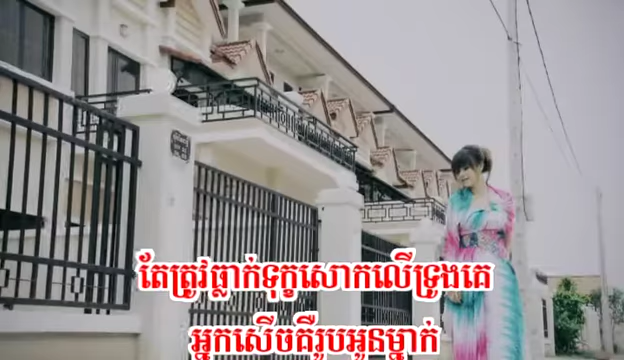 តែត្រូវធ្លាក់ទុក្ខសោកលើទ្រូងគេ
អ្នកសើចគឺរូបអូនម្នាក់